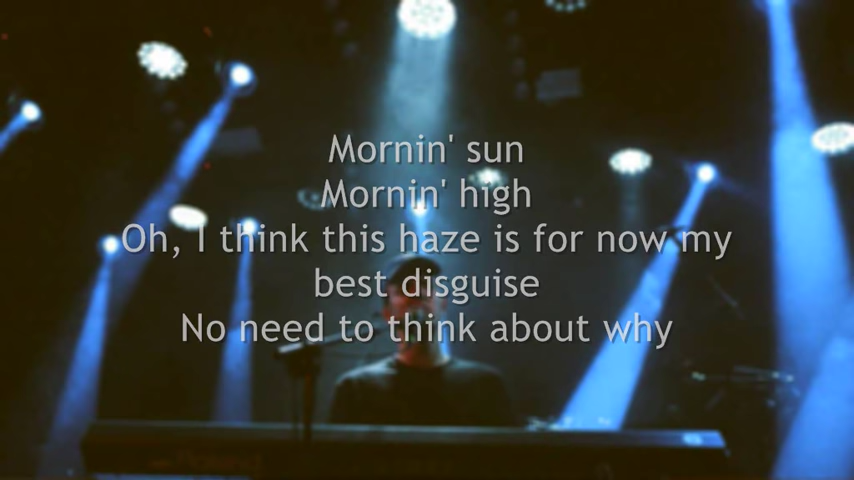 Mornin' sun
Mornin' high
Oh, I think this haze is for now my
best disguise
No need to think about why